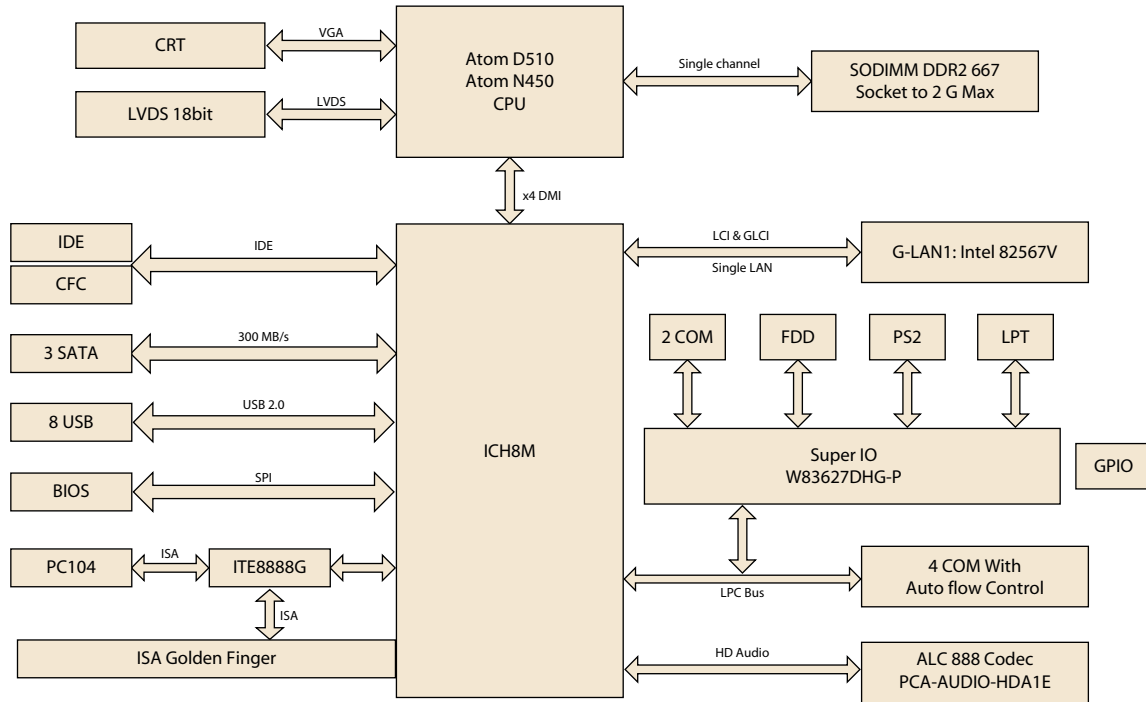 CRT
VGA
Atom D510
Atom N450
CPU
Single channel
SODIMM DDR2 667
Socket to 2 G Max
LVDS 18bit
LVDS
x4 DMI
IDE
CFC
IDE
LCI & GLCI
Single LAN
G-LAN1: Intel 82567V
3 SATA
300 MB/s
2 COM
FDD
PS2
LPT
8 USB
USB 2.0
ICH8M
Super IO
W83627DHG-P
GPIO
BIOS
SPI
PC104
ISA
ITE8888G
LPC Bus
4 COM With
Auto flow Control
ISA
ISA Golden Finger
HD Audio
ALC 888 Codec
PCA-AUDIO-HDA1E